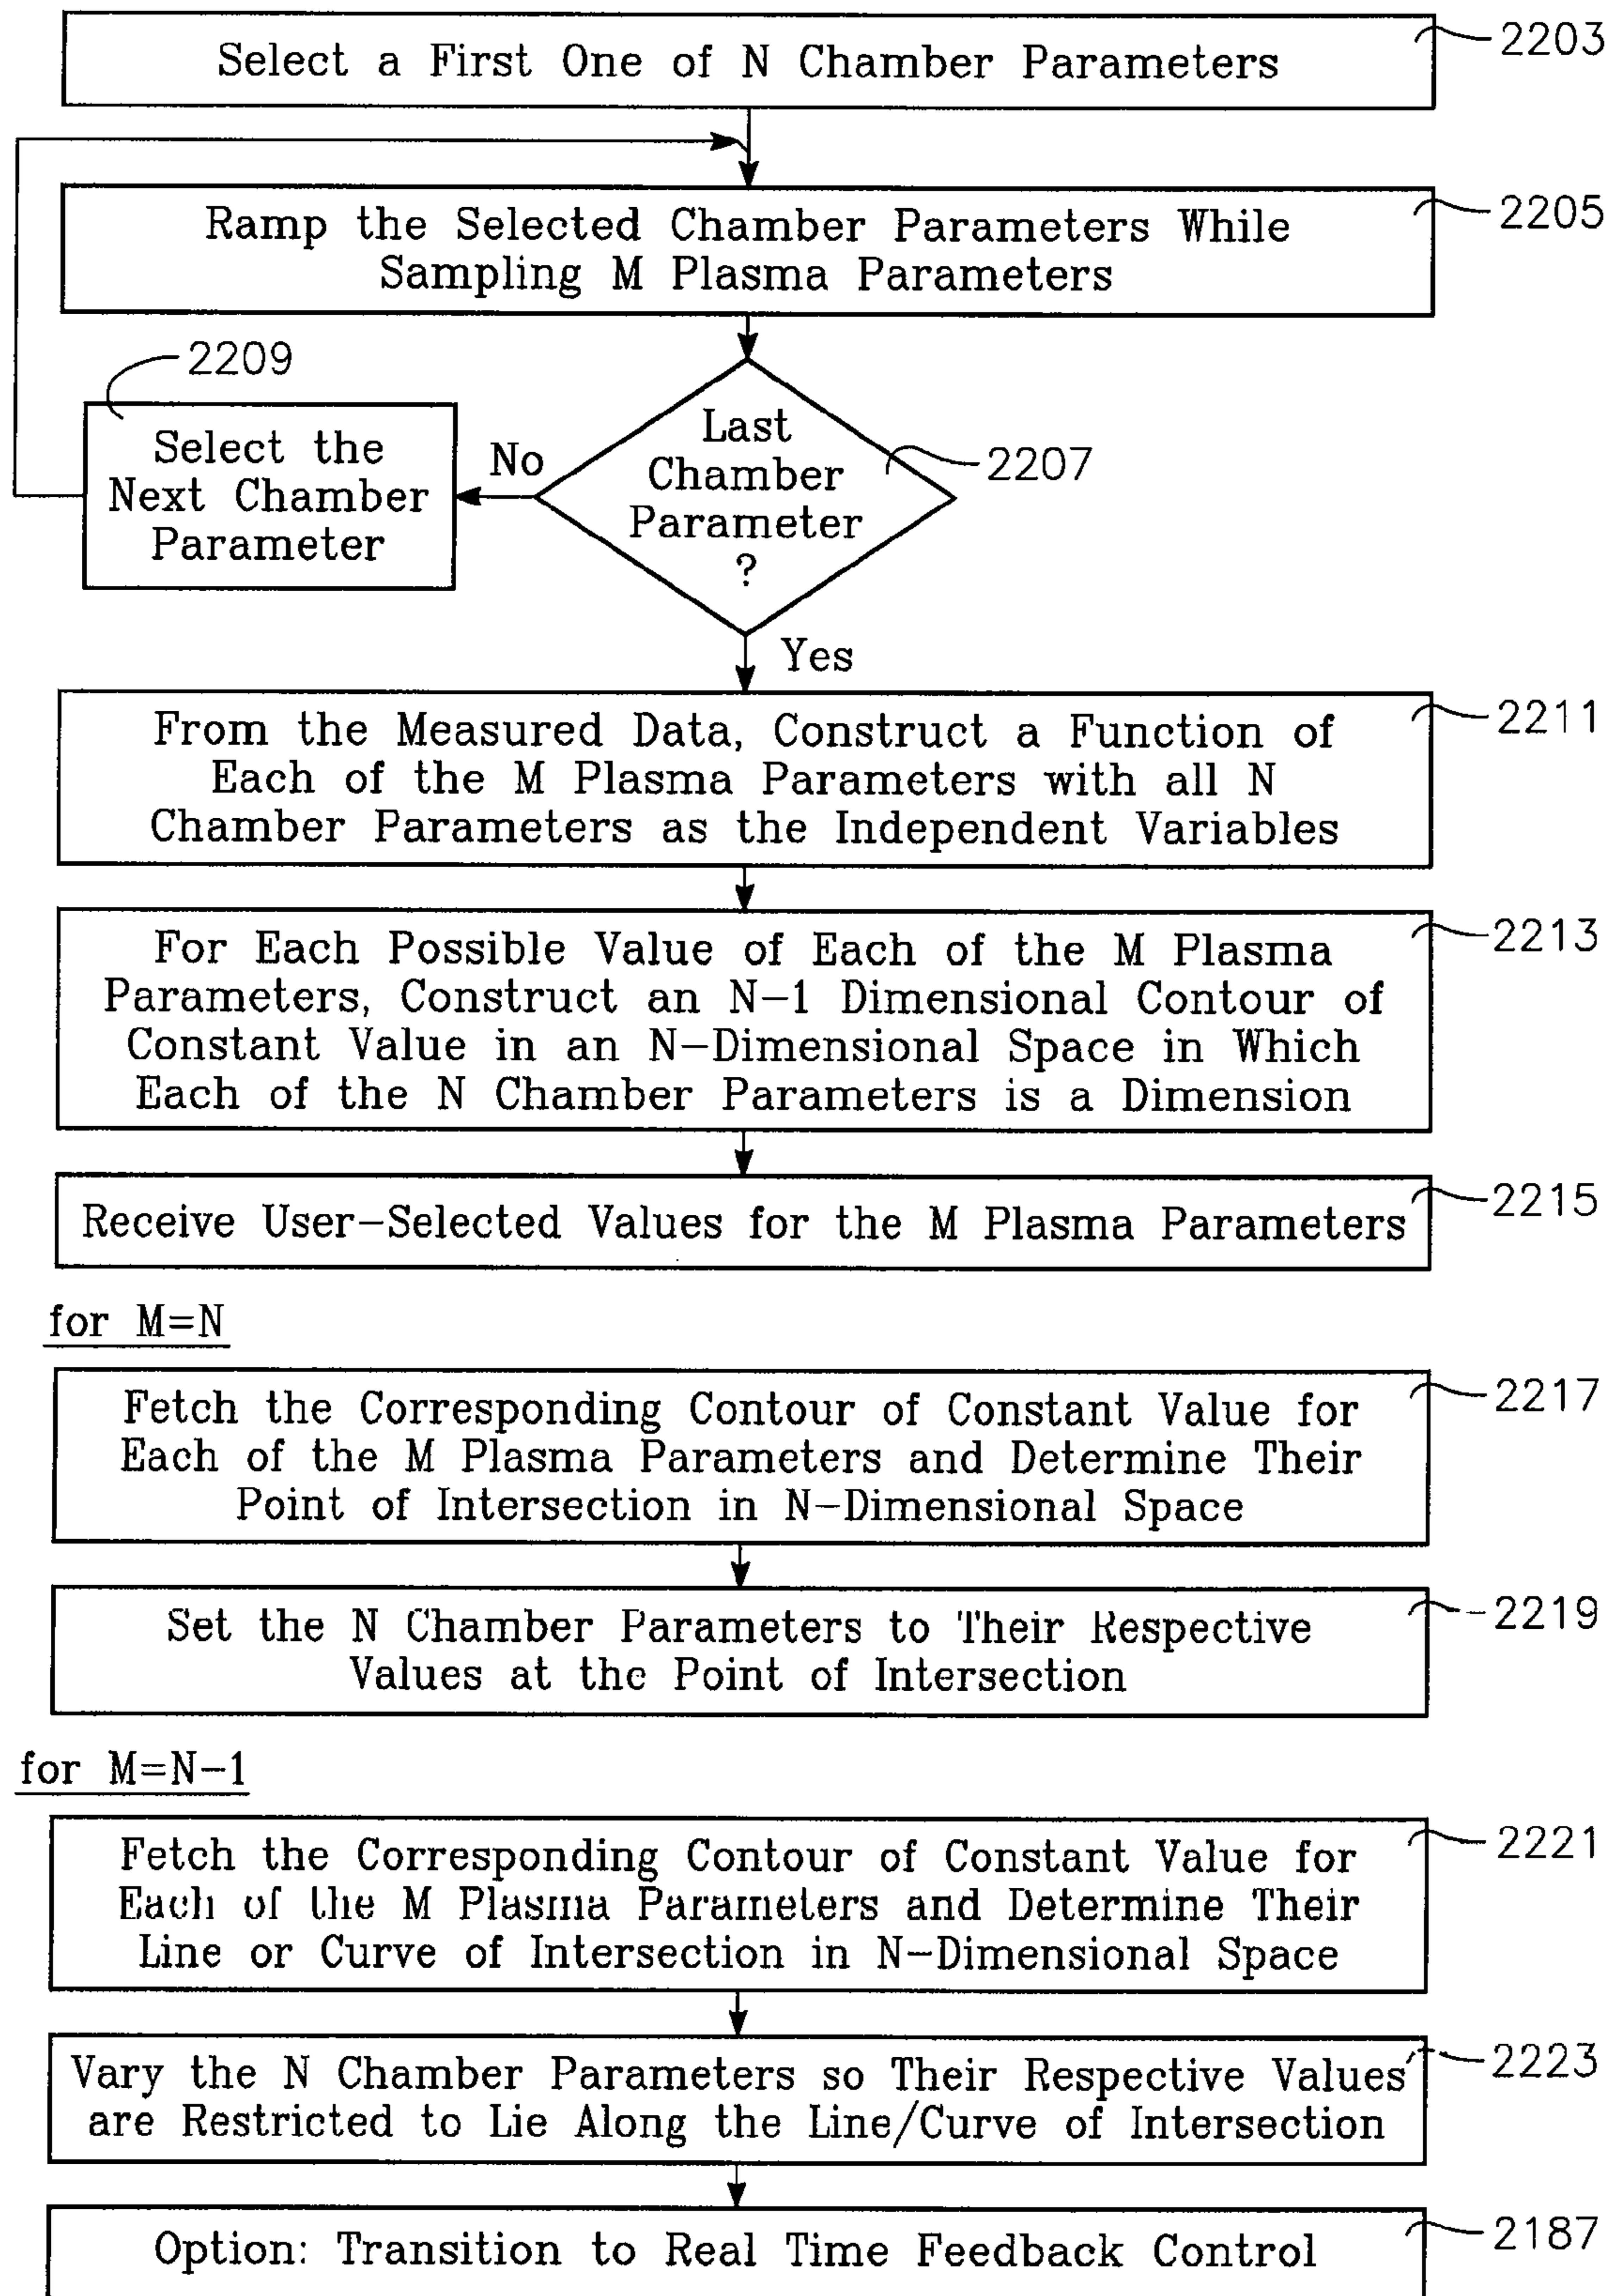 Select a First One of N Chamber Parameters
2203
Ramp the Selected Chamber Parameters While
Sampling M Plasma Parameters
2205
2209
Select the
Next Chamber
Parameter
No
Last
Chamber
Parameter
?
2207
Yes
From the Measured Data, Construct a Function of
Each of the M Plasma Parameters with all N
Chamber Parameters as the Independent Variables
2211
For Each Possible Value of Each of the M Plasma
Parameters, Construct an N-1 Dimensional Contour of
Constant Value in an N-Dimensional Space in Which
Each of the N Chamber Parameters is a Dimension
2213
Receive User-Selected Values for the M Plasma Parameters
2215
for M=N
Fetch the Corresponding Contour of Constant Value for
Each of the M Plasma Parameters and Determine Their
Point of Intersection in N-Dimensional Space
2217
Set the N Chamber Parameters to Their Respective
Values at the Point of Intersection
2219
for M=N-1
Fetch the Corresponding Contour of Constant Value for
Each of the M Plasma Parameters and Determine Their
Line or Curve of Intersection in N-Dimensional Space
2221
Vary the N Chamber Parameters so Their Respective Values
are Restricted to Lie Along the Line/Curve of Intersection
2223
Option: Transition to Real Time Feedback Control
2187